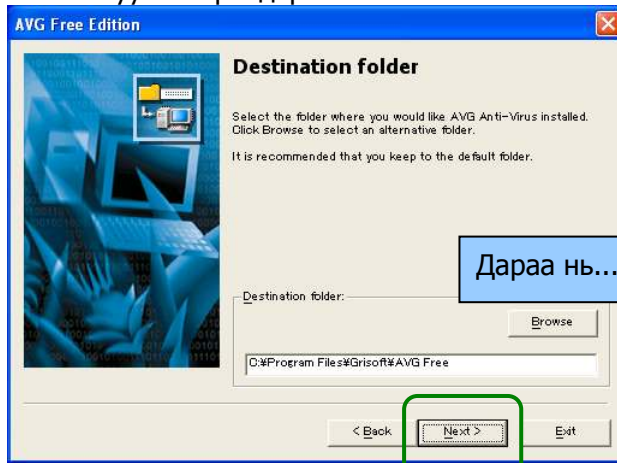 AVG Free Edition
Destination folder
Select the folder where you would like AVG Anti-Virus installed.
Click Browse to select an alternative folder.
It is recommended that you keep to the default folder.
Дараа нь...
Destination folder:
Browse
C:¥Program Files¥Grisoft¥AVG Free
< Back
Next >
Exit